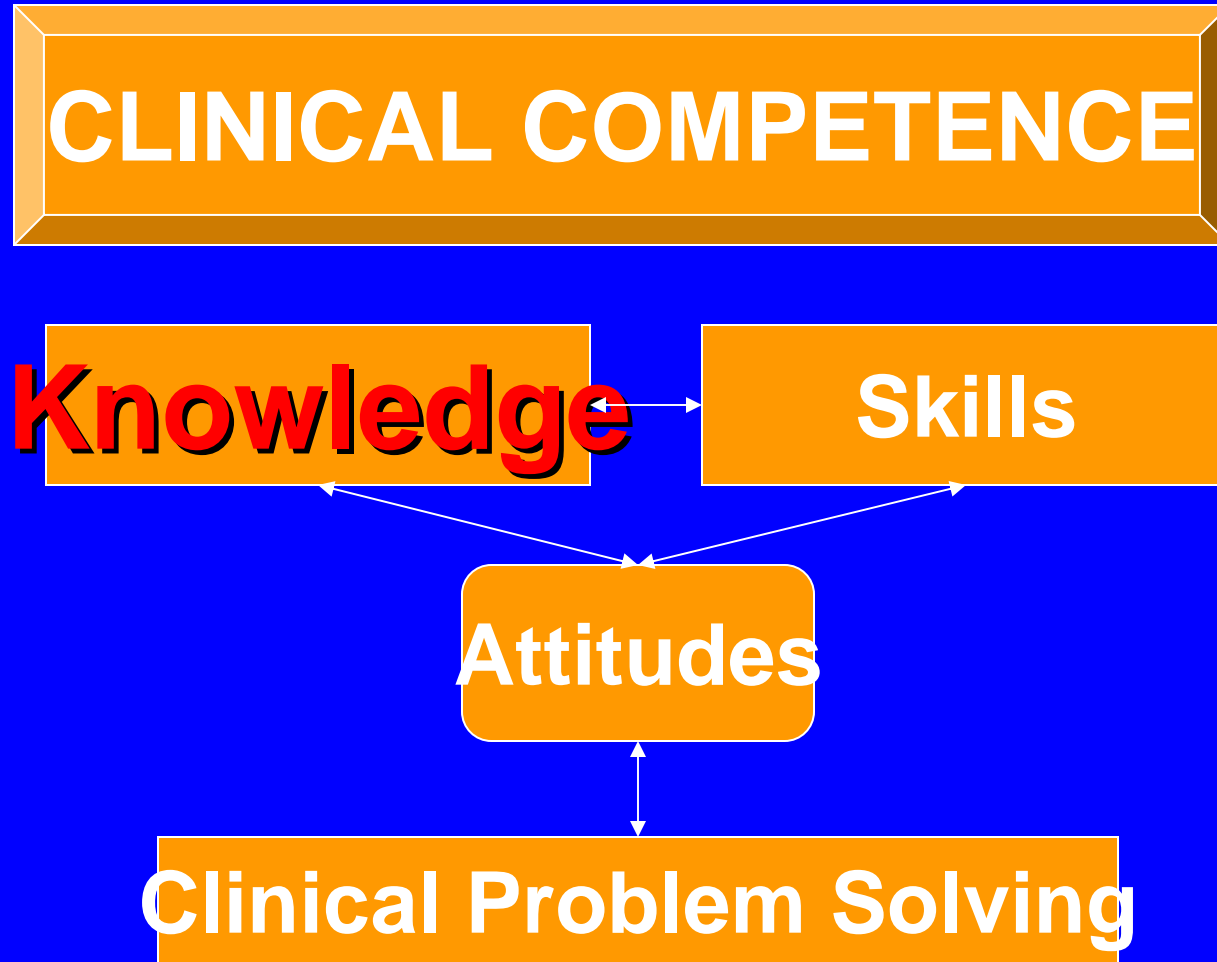 CLINICAL COMPETENCE
Knowledge
Skills
Attitudes
Clinical Problem Solving